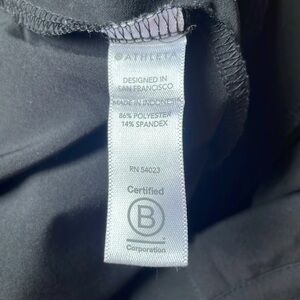 ATHLETA
DESIGNED IN
SAN FRANCISCO
MADE IN INDONESIA
86% POLYESTER
14% SPANDEX
RN 54023
Certified
B
Corporation